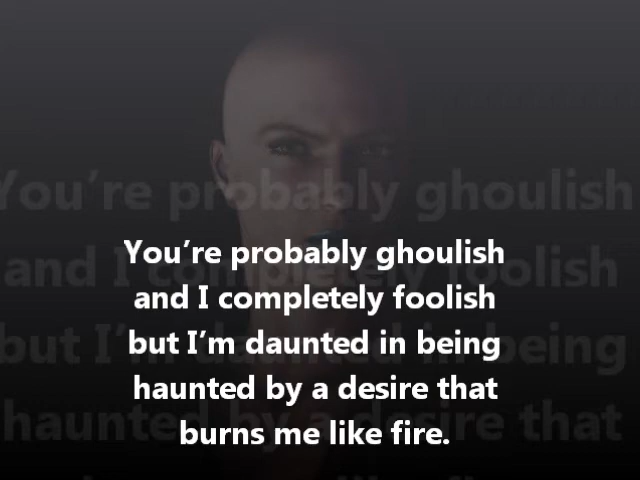 You're probably ghoulish
and I completely foolish
but I'm daunted in being
haunted by a desire that
burns me like fire.